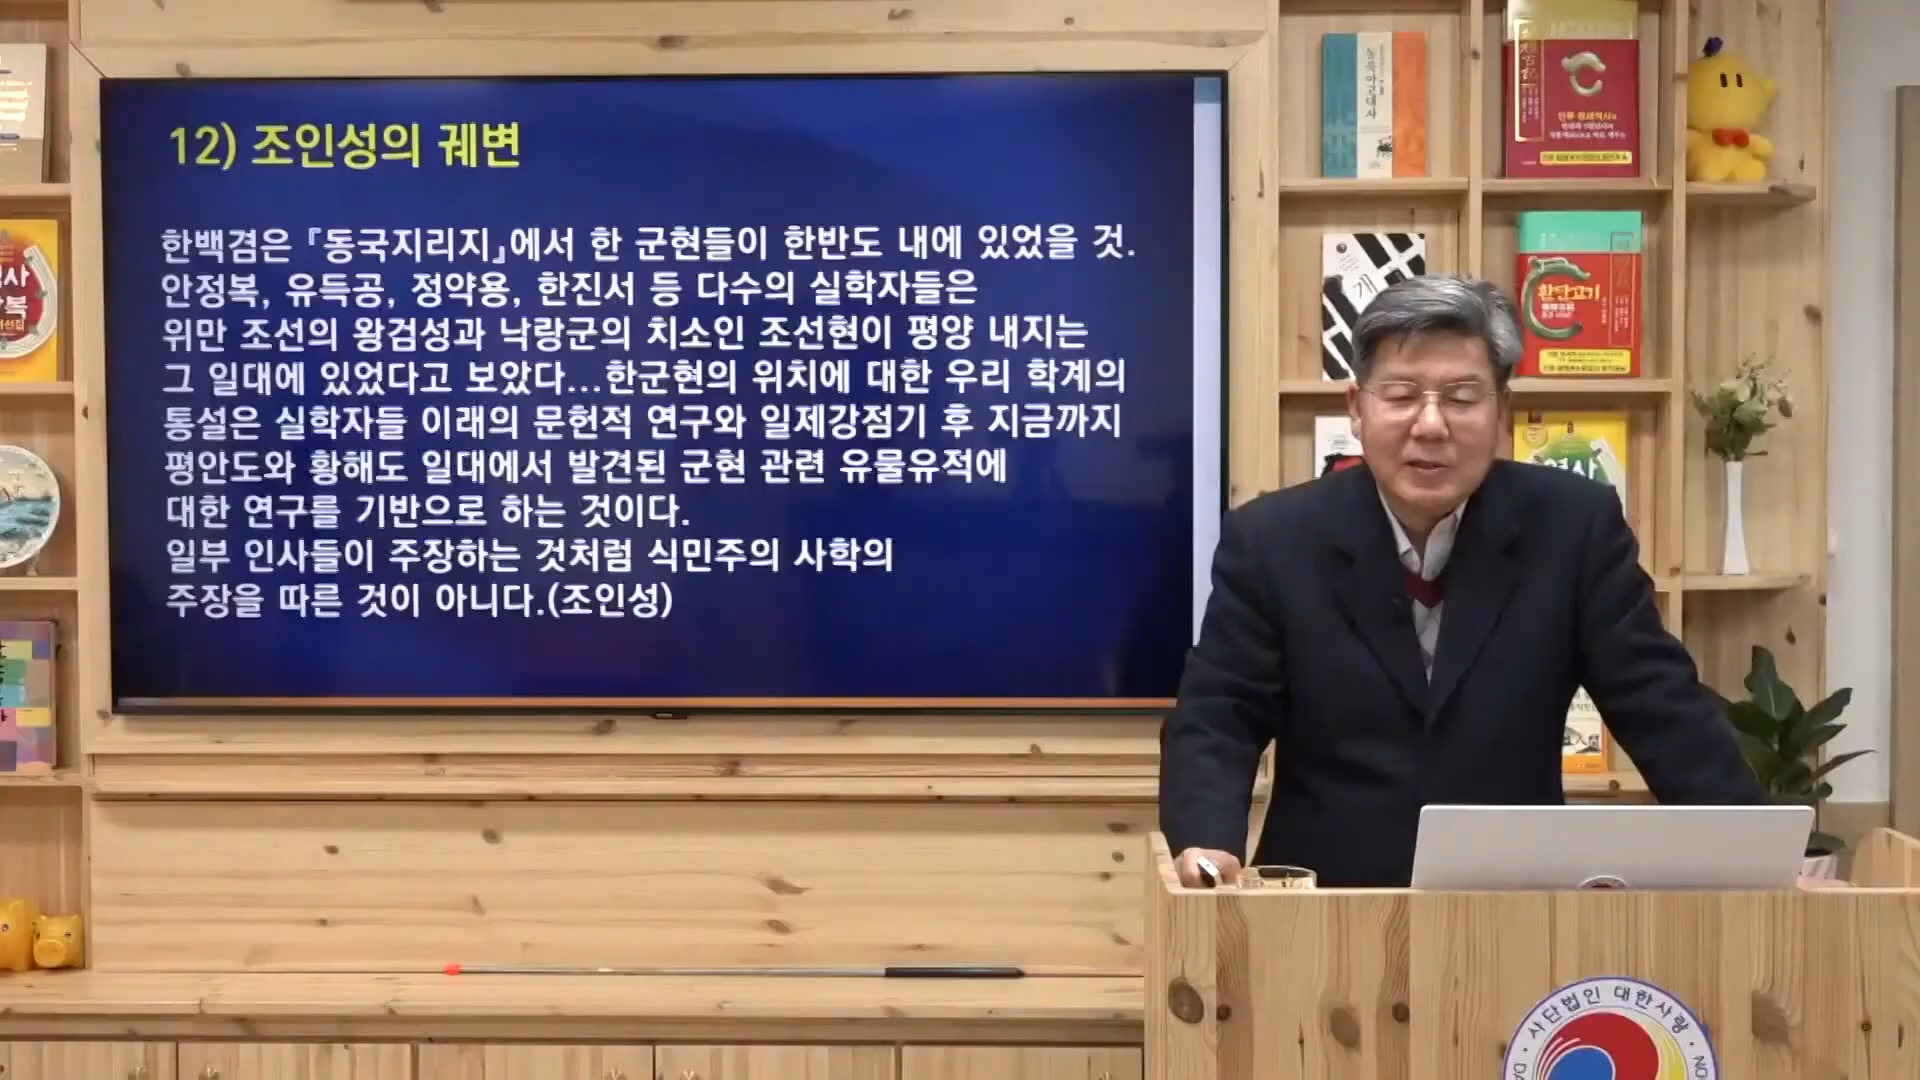 12) 조인성의 궤변
한백겸은 『동국지리지』에서 한 군현들이 한반도 내에 있었을 것.
안정복, 유득공, 정약용, 한진서 등 다수의 실학자들은
위만 조선의 왕검성과 낙랑군의 치소인 조선현이 평양 내지는
그 일대에 있었다고 보았다...한군현의 위치에 대한 우리 학계의
통설은 실학자들 이래의 문헌적 연구와 일제강점기 후 지금까지
평안도와 황해도 일대에서 발견된 군현 관련 유물유적에
대한 연구를 기반으로 하는 것이다.
일부 인사들이 주장하는 것처럼 식민주의 사학의
주장을 따른 것이 아니다.(조인성)
개
환단고기
역사
사단법인 대한사랑